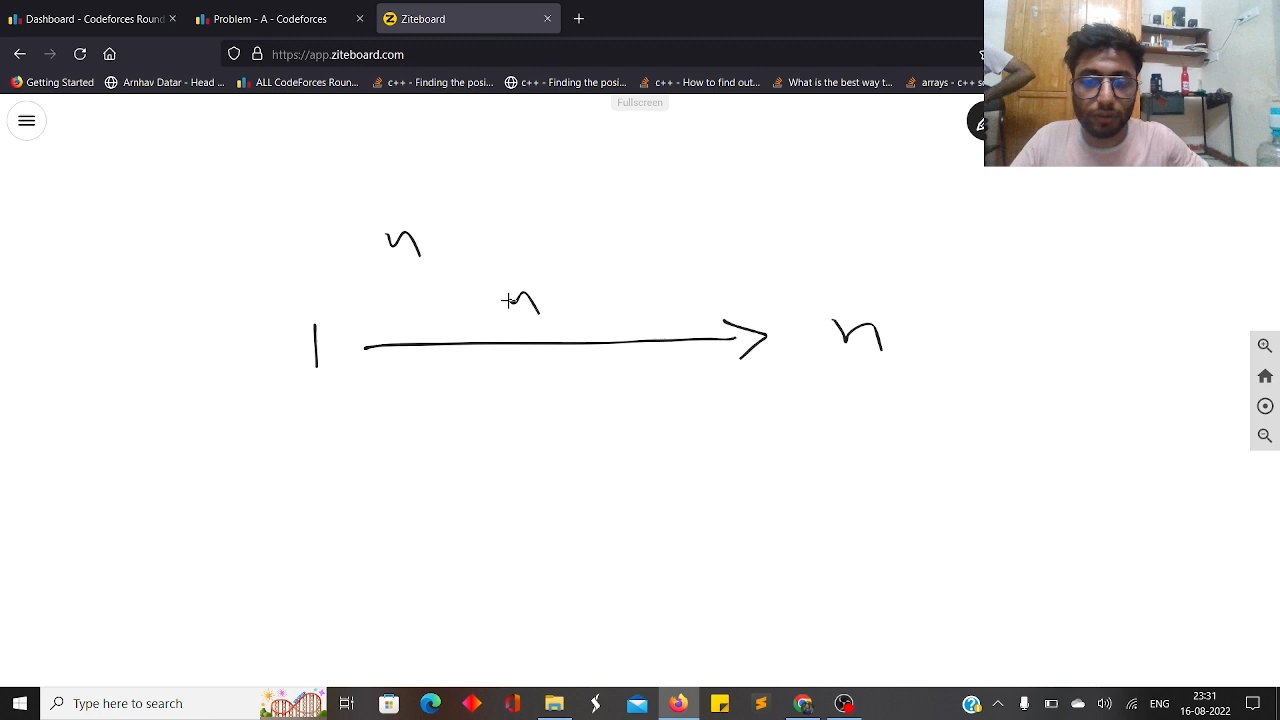 Dashboard - Codeforces Round
Problem - A - Codeforces
Ziteboard
https://app.ziteboard.com
Getting Started
Arnhav Datar - Head ...
ALL Codeforces Roun...
c++ - Finding the posi...
c++ - Finding the posi...
c++ - How to find out...
What is the best way t...
arrays - c++ s
Fullscreen
n
n
1
n
Type here to search
ENG
23:31
16-08-2022